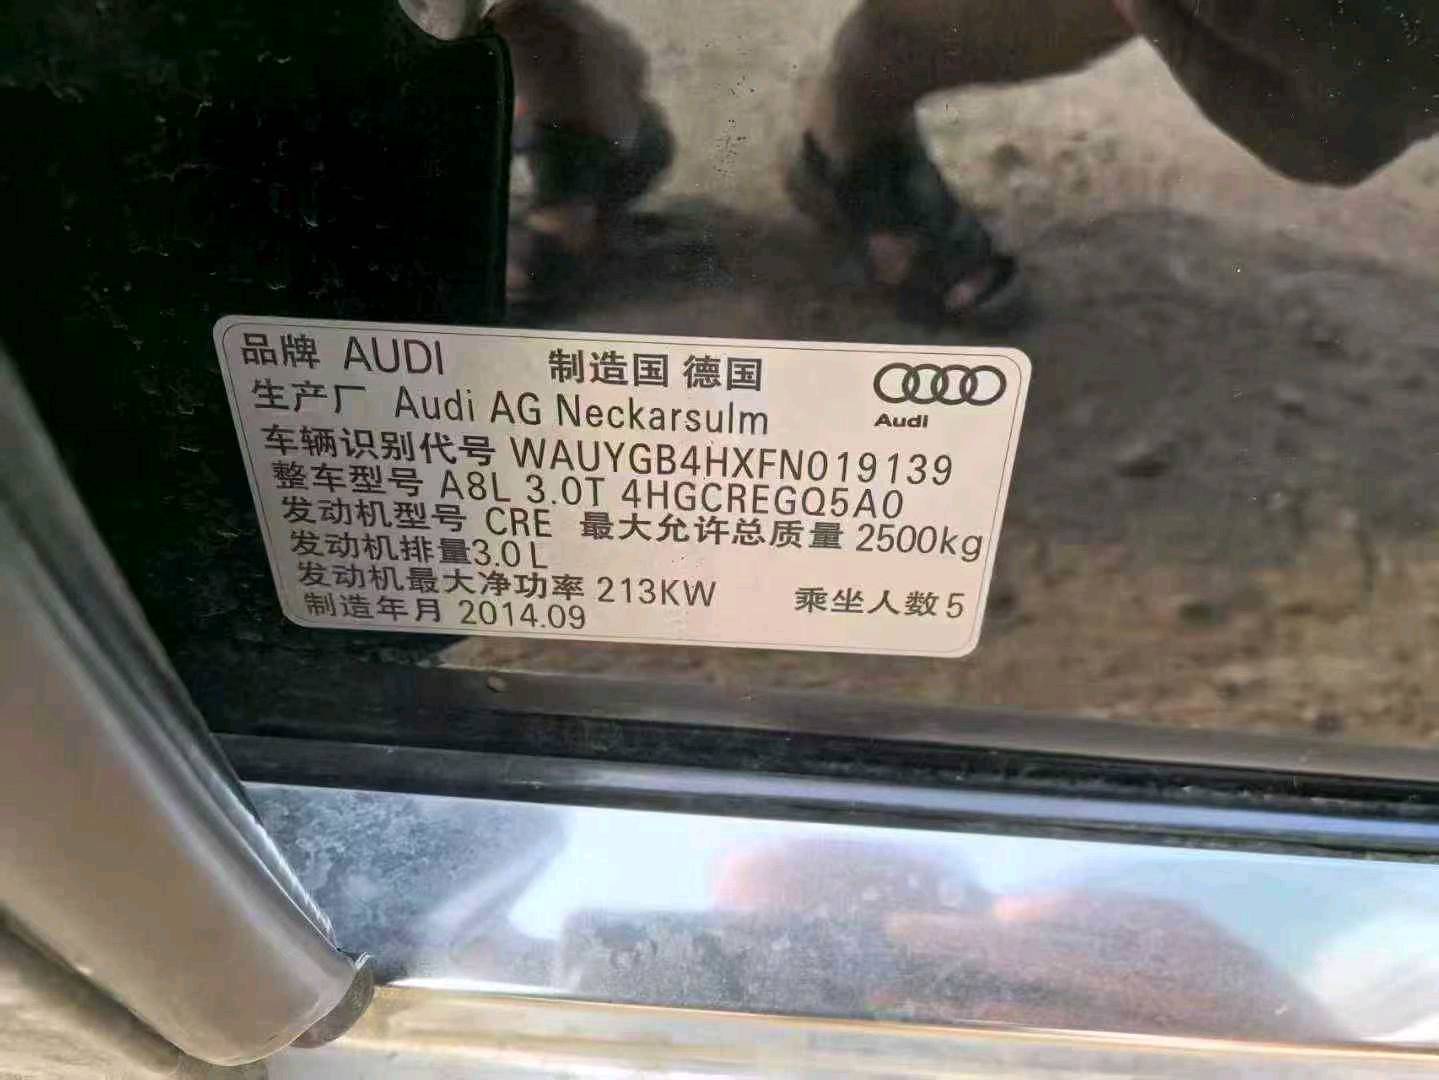 品牌 AUDI 制造国 德国
Audi
生产厂 Audi AG Neckarsulm
车辆识别代号 WAUYGB4HXFN019139
整车型号 A8L 3.0T 4HGCREGQ5A0
发动机型号 CRE 最大允许总质量 2500kg
发动机排量3.0L
发动机最大净功率 213KW 乘坐人数5
制造年月 2014.09